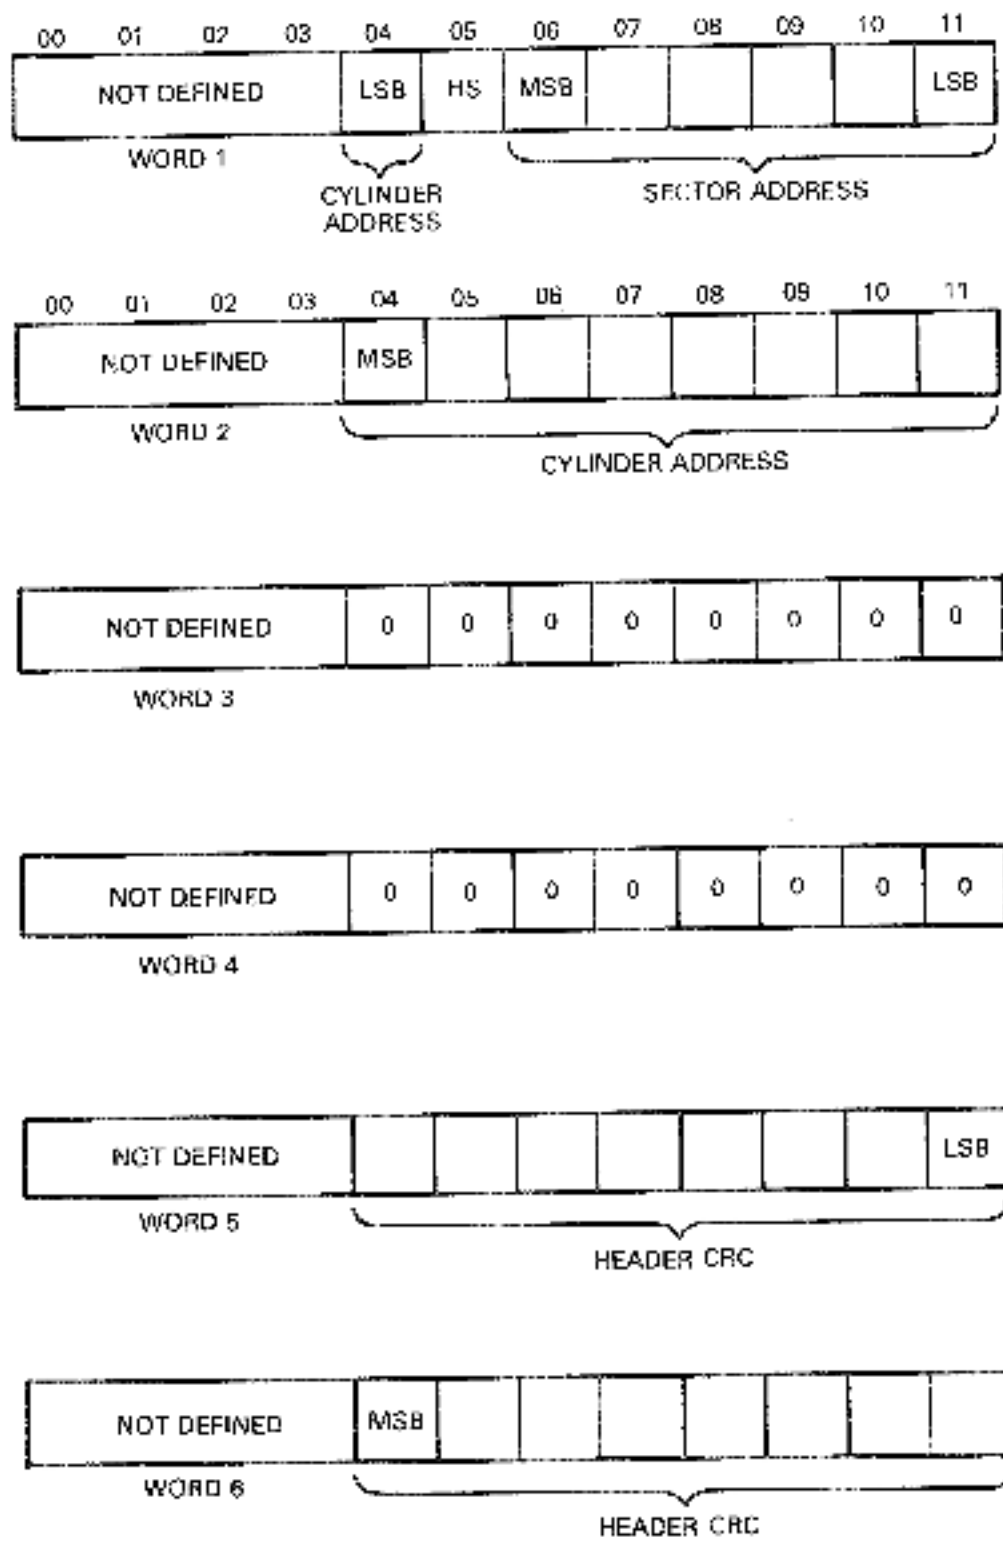 00 01 02 03 04 05 06 07 08 09 10 11
NOT DEFINED LSB HS MSB LSB
WORD 1
CYLINDER
ADDRESS
SECTOR ADDRESS
00 01 02 03 04 05 06 07 08 09 10 11
NOT DEFINED MSB
WORD 2
CYLINDER ADDRESS
NOT DEFINED 0 0 0 0 0 0 0 0
WORD 3
NOT DEFINED 0 0 0 0 0 0 0 0
WORD 4
NOT DEFINED LSB
WORD 5
HEADER CRC
NOT DEFINED MSB
WORD 6
HEADER CRC